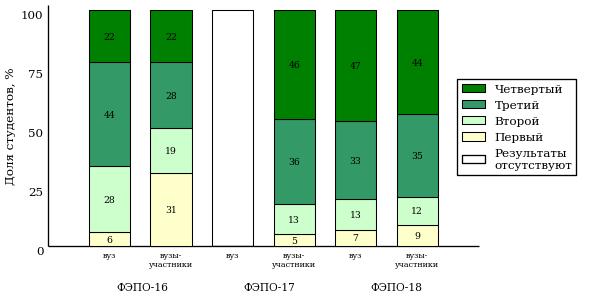 Доля студентов, %
100
75
50
25
0
22
44
28
6
22
28
19
31
46
36
13
5
47
33
13
7
44
35
12
9
вуз
вузы-
участники
вуз
вузы-
участники
вуз
вузы-
участники
ФЭПО-16
ФЭПО-17
ФЭПО-18
Четвертый
Третий
Второй
Первый
Результаты
отсутствуют